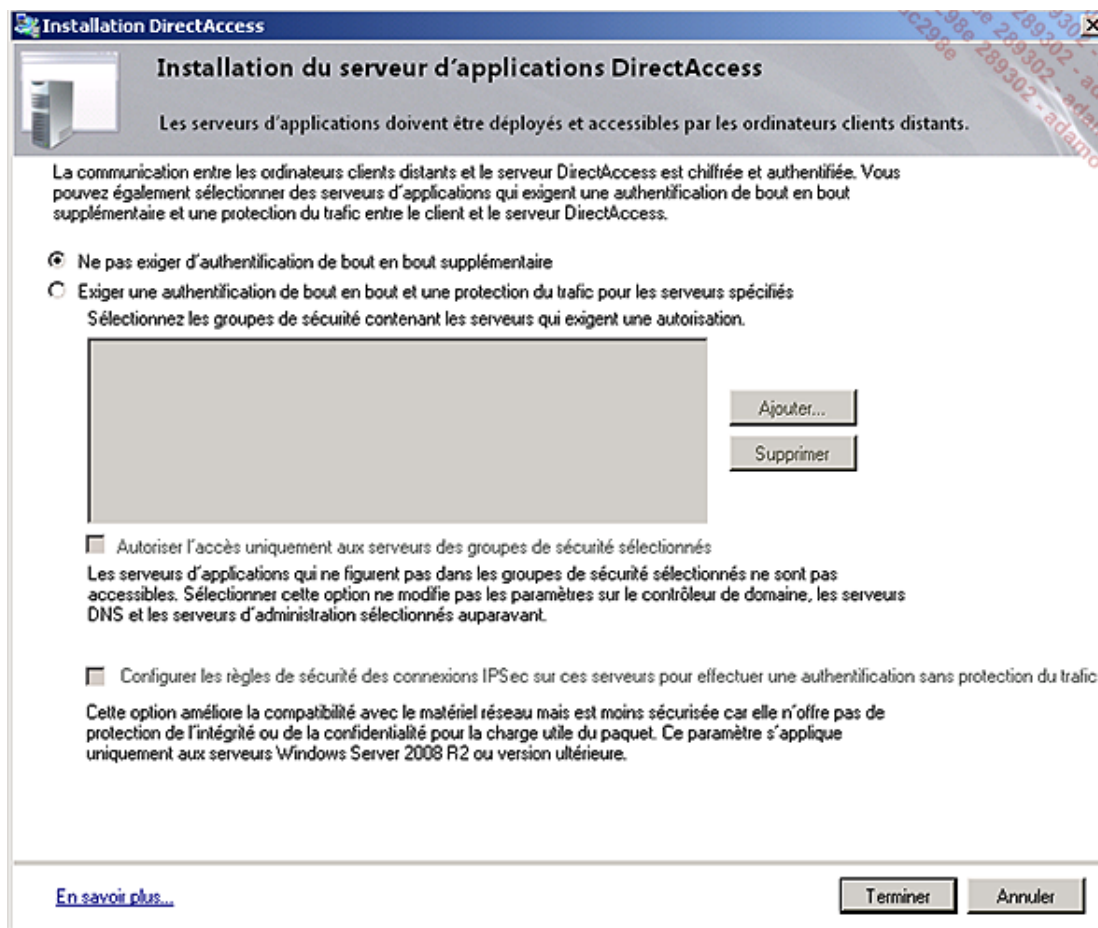 Installation DirectAccess
Installation du serveur d'applications DirectAccess
Les serveurs d'applications doivent être déployés et accessibles par les ordinateurs clients distants.
La communication entre les ordinateurs clients distants et le serveur DirectAccess est chiffrée et authentifiée. Vous
pouvez également sélectionner des serveurs d'applications qui exigent une authentification de bout en bout
supplémentaire et une protection du trafic entre le client et le serveur DirectAccess.
Ne pas exiger d'authentification de bout en bout supplémentaire
Exiger une authentification de bout en bout et une protection du trafic pour les serveurs spécifiés
Sélectionnez les groupes de sécurité contenant les serveurs qui exigent une autorisation.
Ajouter...
Supprimer
Autoriser l'accès uniquement aux serveurs des groupes de sécurité sélectionnés
Les serveurs d'applications qui ne figurent pas dans les groupes de sécurité sélectionnés ne sont pas
accessibles. Sélectionner cette option ne modifie pas les paramètres sur le contrôleur de domaine, les serveurs
DNS et les serveurs d'administration sélectionnés auparavant.
Configurer les règles de sécurité des connexions IPSec sur ces serveurs pour effectuer une authentification sans protection du trafic
Cette option améliore la compatibilité avec le matériel réseau mais est moins sécurisée car elle n'offre pas de
protection de l'intégrité ou de la confidentialité pour la charge utile du paquet. Ce paramètre s'applique
uniquement aux serveurs Windows Server 2008 R2 ou version ultérieure.
En savoir plus...
Terminer
Annuler